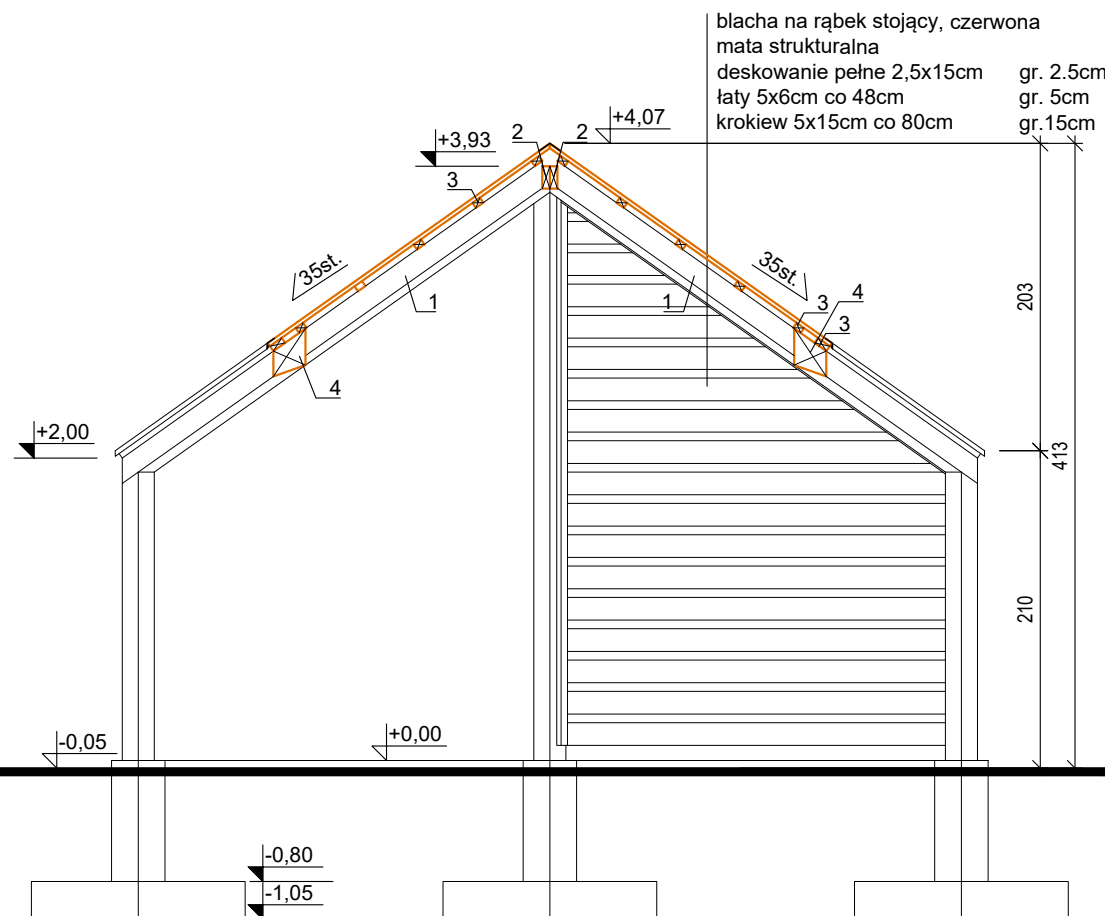 blacha na rąbek stojący, czerwona
mata strukturalna
deskowanie pełne 2,5x15cm gr. 2.5cm
łaty 5x6cm co 48cm gr. 5cm
krokiew 5x15cm co 80cm gr.15cm
+4,07
+3,93
2 2
3
35st. 35st.
1 1
4
3
3
4
203
+2,00
413
210
+0,00
-0,05
-0,80
-1,05